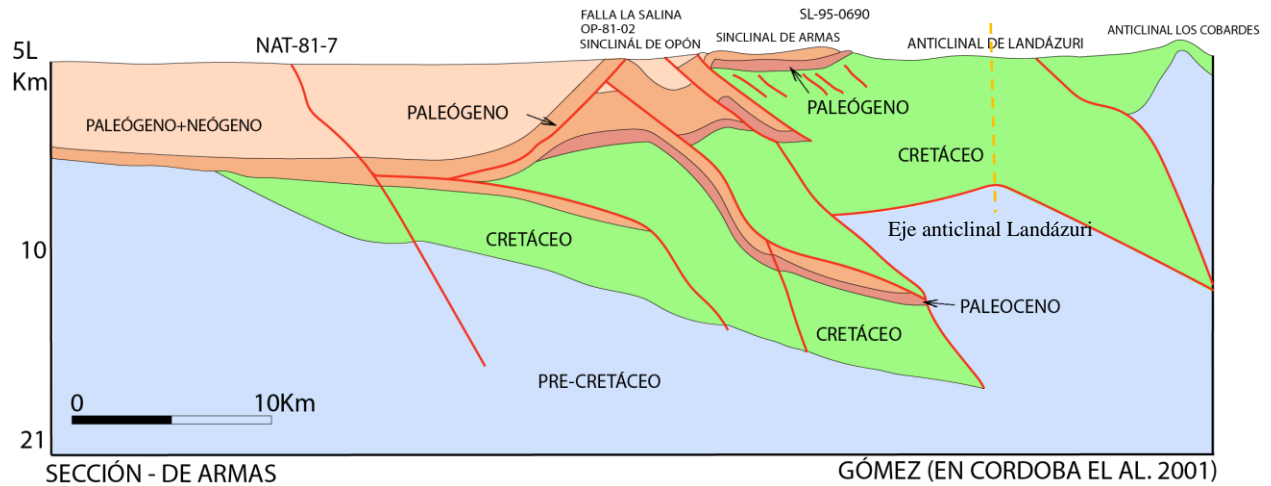 FALLA LA SALINA
OP-81-02
SINCLINÁL DE OPÓN
SINCLINAL DE ARMAS
SL-95-0690
ANTICLINAL DE LANDÁZURI
ANTICLINAL LOS COBARDES
NAT-81-7
5L
Km
PALEÓGENO
PALEÓGENO
PALEÓGENO+NEÓGENO
CRETÁCEO
Eje anticlinal Landázuri
10
CRETÁCEO
PALEOCENO
CRETÁCEO
PRE-CRETÁCEO
0 10Km
21
SECCIÓN - DE ARMAS
GÓMEZ (EN CORDOBA EL AL. 2001)